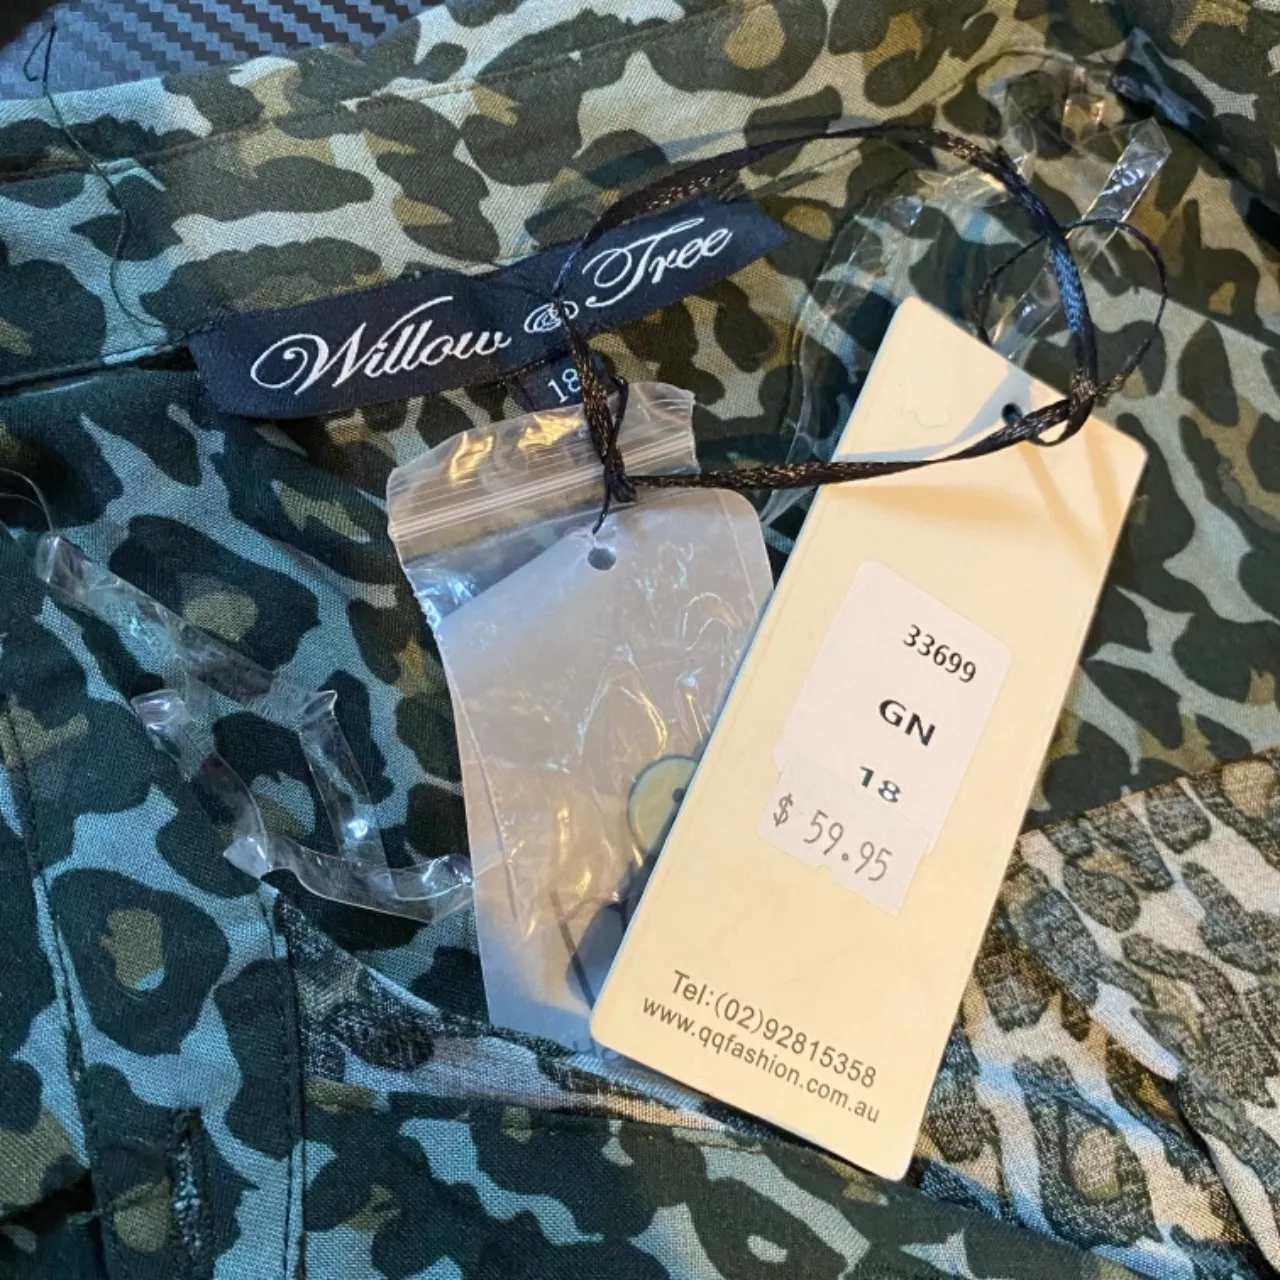 Willow & Tree
18
33699
GN
18
$ 59.95
Tel:(02)92815358
www.qqfashion.com.au